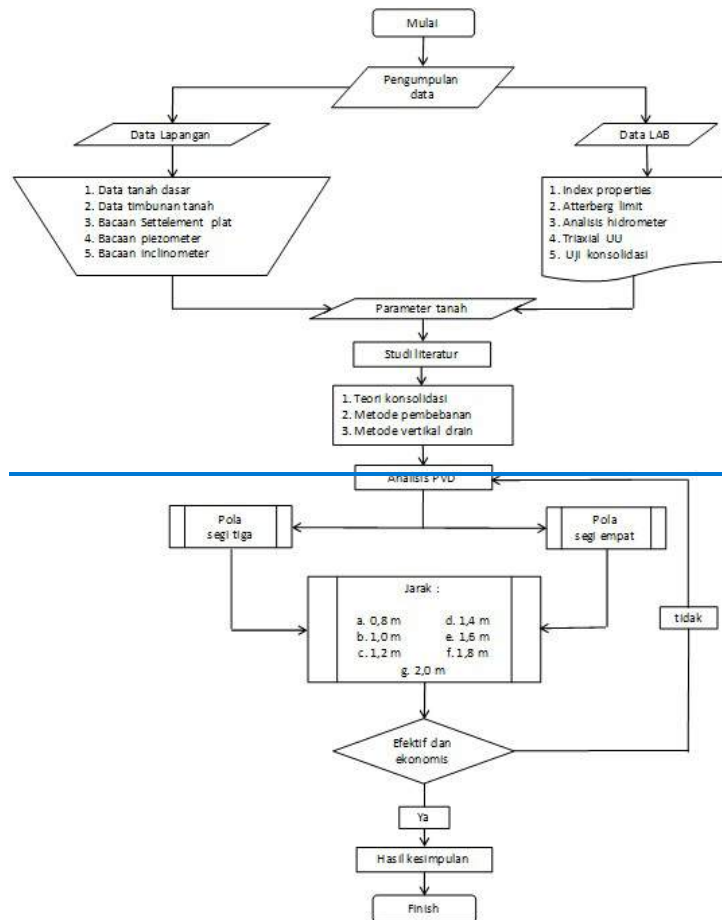 Mulai
Pengumpulan
data
Data Lapangan
Data LAB
1. Data tanah dasar
2. Data timbunan tanah
3. Bacaan Settelement plat
4. Bacaan piezometer
5. Bacaan inclinometer
1. Index properties
2. Atterberg limit
3. Analisis hidrometer
4. Triaxial UU
5. Uji konsolidasi
Parameter tanah
Studi literatur
1. Teori konsolidasi
2. Metode pembebanan
3. Metode vertikal drain
Analisis PVD
Pola
segi tiga
Pola
segi empat
Jarak :
a. 0,8 m d. 1,4 m
b. 1,0 m e. 1,6 m
c. 1,2 m f. 1,8 m
g. 2,0 m
tidak
Efektif dan
ekonomis
Ya
Hasil kesimpulan
Finish